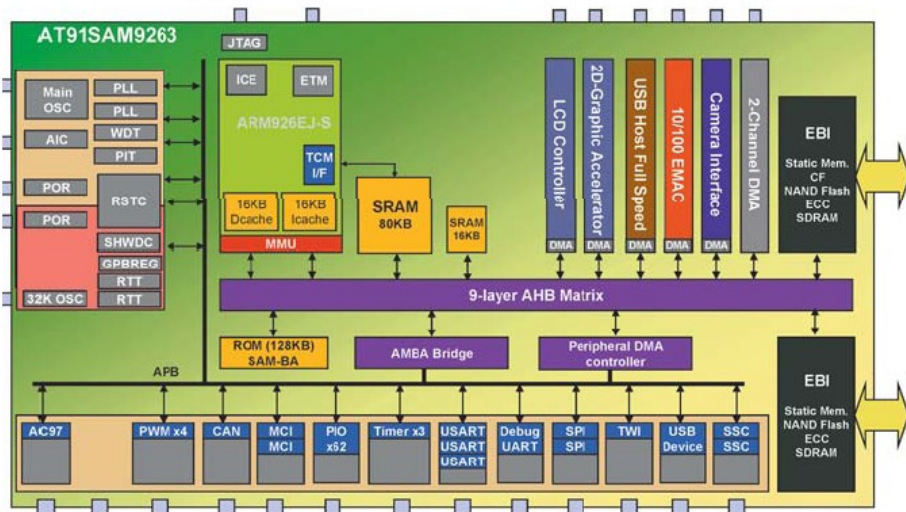 AT91SAM9263
JTAG
Main
OSC
PLL
PLL
AIC
WDT
PIT
POR
RSTC
POR
SHWDC
GPBREG
RTT
32K OSC
RTT
ICE
ETM
ARM926EJ-S
TCM
I/F
16KB
Dcache
16KB
Icache
MMU
SRAM
80KB
SRAM
16KB
LCD Controller
DMA
2D-Graphic Accelerator
DMA
USB Host Full Speed
DMA
10/100 EMAC
DMA
Camera Interface
DMA
2-Channel DMA
EBI
Static Mem.
CF
NAND Flash
ECC
SDRAM
9-layer AHB Matrix
ROM (128KB)
SAM-BA
AMBA Bridge
Peripheral DMA
controller
APB
EBI
Static Mem.
NAND Flash
ECC
SDRAM
AC97
PWM x4
CAN
MCI
MCI
PIO
x62
Timer x3
USART
USART
USART
Debug
UART
SPI
SPI
TWI
USB
Device
SSC
SSC